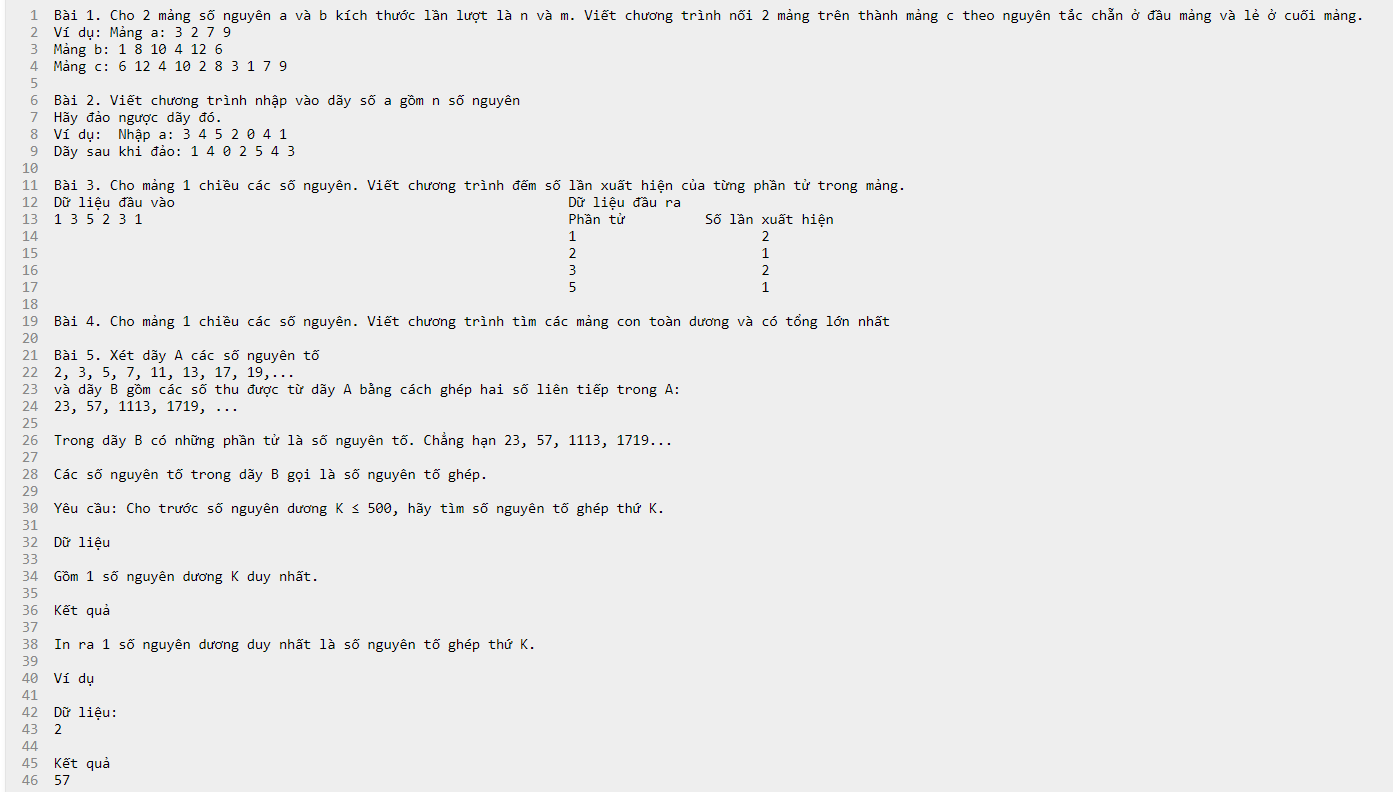 1 Bài 1. Cho 2 mảng số nguyên a và b kích thước lần lượt là n và m. Viết chương trình nối 2 mảng trên thành mảng c theo nguyên tắc chẵn ở đầu mảng và lẻ ở cuối mảng.
2 Ví dụ: Mảng a: 3 2 7 9
3 Mảng b: 1 8 10 4 12 6
4 Mảng c: 6 12 4 10 2 8 3 1 7 9
5
6 Bài 2. Viết chương trình nhập vào dãy số a gồm n số nguyên
7 Hãy đảo ngược dãy đó.
8 Ví dụ: Nhập a: 3 4 5 2 0 4 1
9 Dãy sau khi đảo: 1 4 0 2 5 4 3
10
11 Bài 3. Cho mảng 1 chiều các số nguyên. Viết chương trình đếm số lần xuất hiện của từng phần tử trong mảng.
12 Dữ liệu đầu vào Dữ liệu đầu ra
13 1 3 5 2 3 1 Phần tử Số lần xuất hiện
14 1 2
15 2 1
16 3 2
17 5 1
18
19 Bài 4. Cho mảng 1 chiều các số nguyên. Viết chương trình tìm các mảng con toàn dương và có tổng lớn nhất
20
21 Bài 5. Xét dãy A các số nguyên tố
22 2, 3, 5, 7, 11, 13, 17, 19,...
23 và dãy B gồm các số thu được từ dãy A bằng cách ghép hai số liên tiếp trong A:
24 23, 57, 1113, 1719, ...
25
26 Trong dãy B có những phần tử là số nguyên tố. Chẳng hạn 23, 57, 1113, 1719...
27
28 Các số nguyên tố trong dãy B gọi là số nguyên tố ghép.
29
30 Yêu cầu: Cho trước số nguyên dương K ≤ 500, hãy tìm số nguyên tố ghép thứ K.
31
32 Dữ liệu
33
34 Gồm 1 số nguyên dương K duy nhất.
35
36 Kết quả
37
38 In ra 1 số nguyên dương duy nhất là số nguyên tố ghép thứ K.
39
40 Ví dụ
41
42 Dữ liệu:
43 2
44
45 Kết quả
46 57